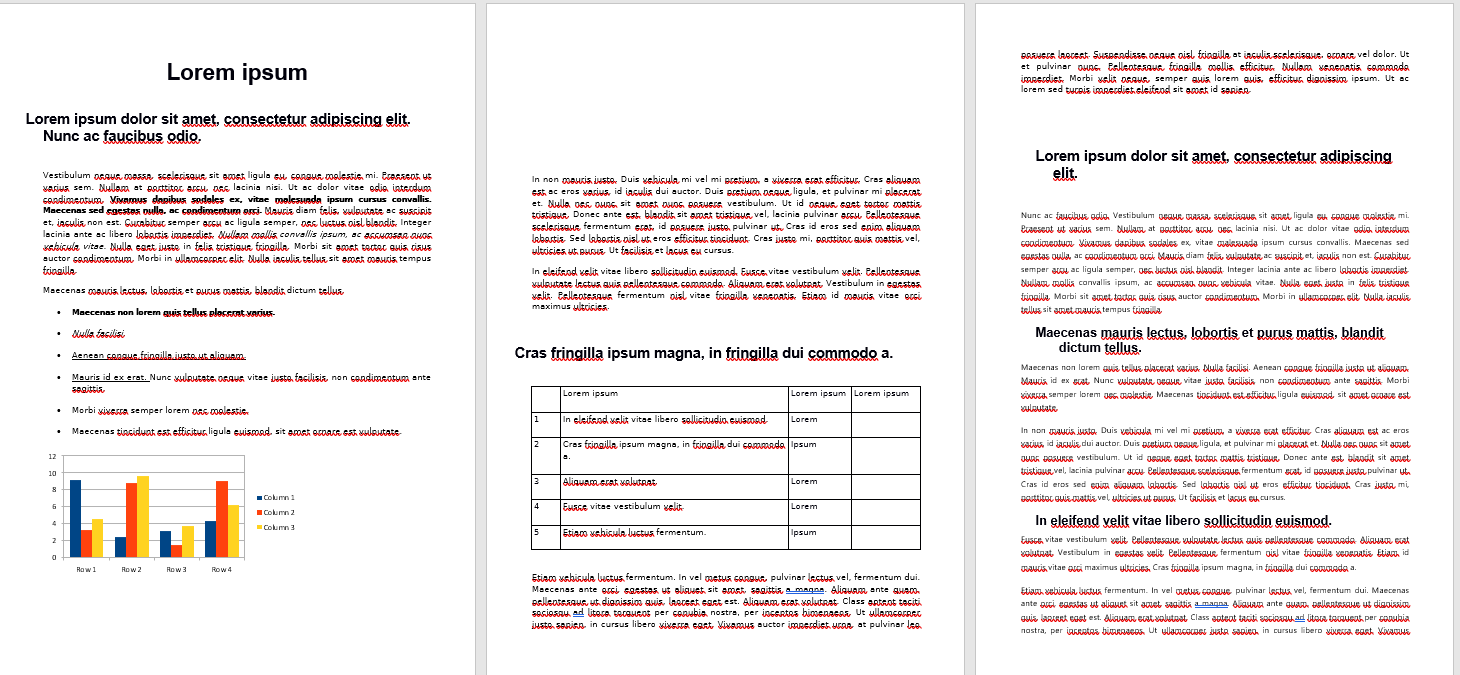 Lorem ipsum
Lorem ipsum dolor sit amet, consectetur adipiscing elit.
Nunc ac faucibus odio.
Vestibulum neque massa, scelerisque sit amet ligula eu, congue molestie mi. Praesent ut
varius sem. Nullam at porttitor arcu, nec lacinia nisi. Ut ac dolor vitae odio interdum
condimentum. Vivamus dapibus sodales ex, vitae malesuada ipsum cursus convallis.
Maecenas sed egestas nulla, ac condimentum orci. Mauris diam felis, vulputate ac suscipit
et, iaculis non est. Curabitur semper arcu ac ligula semper, nec luctus nisl blandit. Integer
lacinia ante ac libero lobortis imperdiet. Nullam mollis convallis ipsum, ac accumsan nunc
vehicula vitae. Nulla eget justo in felis tristique fringilla. Morbi sit amet tortor quis risus
auctor condimentum. Morbi in ullamcorper elit. Nulla iaculis tellus sit amet mauris tempus
fringilla.
Maecenas mauris lectus, lobortis et purus mattis, blandit dictum tellus.
• Maecenas non lorem quis tellus placerat varius.
• Nulla facilisi.
• Aenean congue fringilla justo ut aliquam.
• Mauris id ex erat. Nunc vulputate neque vitae justo facilisis, non condimentum ante
sagittis.
• Morbi viverra semper lorem nec molestie.
• Maecenas tincidunt est efficitur ligula euismod, sit amet ornare est vulputate.
12
10
8
6
4
2
0
Row 1 Row 2 Row 3 Row 4
Column 1
Column 2
Column 3
In non mauris justo. Duis vehicula mi vel mi pretium, a viverra erat efficitur. Cras aliquam
est ac eros varius, id iaculis dui auctor. Duis pretium neque ligula, et pulvinar mi placerat
et. Nulla nec nunc sit amet nunc posuere vestibulum. Ut id neque eget tortor mattis
tristique. Donec ante est, blandit sit amet tristique vel, lacinia pulvinar arcu. Pellentesque
scelerisque fermentum erat, id posuere justo pulvinar ut. Cras id eros sed enim aliquam
lobortis. Sed lobortis nisl ut eros efficitur tincidunt. Cras justo mi, porttitor quis mattis vel,
ultricies ut purus. Ut facilisis et lacus eu cursus.
In eleifend velit vitae libero sollicitudin euismod. Fusce vitae vestibulum velit. Pellentesque
vulputate lectus quis pellentesque commodo. Aliquam erat volutpat. Vestibulum in egestas
velit. Pellentesque fermentum nisl vitae fringilla venenatis. Etiam id mauris vitae orci
maximus ultricies.
Cras fringilla ipsum magna, in fringilla dui commodo a.
Lorem ipsum Lorem ipsum Lorem ipsum
1 In eleifend velit vitae libero sollicitudin euismod. Lorem
2 Cras fringilla ipsum magna, in fringilla dui commodo Ipsum
a.
3 Aliquam erat volutpat. Lorem
4 Fusce vitae vestibulum velit. Lorem
5 Etiam vehicula luctus fermentum. Ipsum
Etiam vehicula luctus fermentum. In vel metus congue, pulvinar lectus vel, fermentum dui.
Maecenas ante orci, egestas ut aliquet sit amet, sagittis a magna. Aliquam ante quam,
pellentesque ut dignissim quis, laoreet eget est. Aliquam erat volutpat. Class aptent taciti
sociosqu ad litora torquent per conubia nostra, per inceptos himenaeos. Ut ullamcorper
justo sapien, in cursus libero viverra eget. Vivamus auctor imperdiet urna, at pulvinar leo
posuere laoreet. Suspendisse neque nisl, fringilla at iaculis scelerisque, ornare vel dolor. Ut
et pulvinar nunc. Pellentesque fringilla mollis efficitur. Nullam venenatis commodo
imperdiet. Morbi velit neque, semper quis lorem quis, efficitur dignissim ipsum. Ut ac
lorem sed turpis imperdiet eleifend sit amet id sapien.
Lorem ipsum dolor sit amet, consectetur adipiscing
elit.
Nunc ac faucibus odio. Vestibulum neque massa, scelerisque sit amet ligula eu, congue molestie mi.
Praesent ut varius sem. Nullam at porttitor arcu, nec lacinia nisi. Ut ac dolor vitae odio interdum
condimentum. Vivamus dapibus sodales ex, vitae malesuada ipsum cursus convallis. Maecenas sed
egestas nulla, ac condimentum orci. Mauris diam felis, vulputate ac suscipit et, iaculis non est. Curabitur
semper arcu ac ligula semper, nec luctus nisl blandit. Integer lacinia ante ac libero lobortis imperdiet.
Nullam mollis convallis ipsum, ac accumsan nunc vehicula vitae. Nulla eget justo in felis tristique
fringilla. Morbi sit amet tortor quis risus auctor condimentum. Morbi in ullamcorper elit. Nulla iaculis
tellus sit amet mauris tempus fringilla.
Maecenas mauris lectus, lobortis et purus mattis, blandit
dictum tellus.
Maecenas non lorem quis tellus placerat varius. Nulla facilisi. Aenean congue fringilla justo ut aliquam.
Mauris id ex erat. Nunc vulputate neque vitae justo facilisis, non condimentum ante sagittis. Morbi
viverra semper lorem nec molestie. Maecenas tincidunt est efficitur ligula euismod, sit amet ornare est
vulputate.
In non mauris justo. Duis vehicula mi vel mi pretium, a viverra erat efficitur. Cras aliquam est ac eros
varius, id iaculis dui auctor. Duis pretium neque ligula, et pulvinar mi placerat et. Nulla nec nunc sit amet
nunc posuere vestibulum. Ut id neque eget tortor mattis tristique. Donec ante est, blandit sit amet
tristique vel, lacinia pulvinar arcu. Pellentesque scelerisque fermentum erat, id posuere justo pulvinar ut.
Cras id eros sed enim aliquam lobortis. Sed lobortis nisl ut eros efficitur tincidunt. Cras justo mi,
porttitor quis mattis vel, ultricies ut purus. Ut facilisis et lacus eu cursus.
In eleifend velit vitae libero sollicitudin euismod.
Fusce vitae vestibulum velit. Pellentesque vulputate lectus quis pellentesque commodo. Aliquam erat
volutpat. Vestibulum in egestas velit. Pellentesque fermentum nisl vitae fringilla venenatis. Etiam id
mauris vitae orci maximus ultricies. Cras fringilla ipsum magna, in fringilla dui commodo a.
Etiam vehicula luctus fermentum. In vel metus congue, pulvinar lectus vel, fermentum dui. Maecenas
ante orci, egestas ut aliquet sit amet, sagittis a magna. Aliquam ante quam, pellentesque ut dignissim
quis, laoreet eget est. Aliquam erat volutpat. Class aptent taciti sociosqu ad litora torquent per conubia
nostra, per inceptos himenaeos. Ut ullamcorper justo sapien, in cursus libero viverra eget. Vivamus